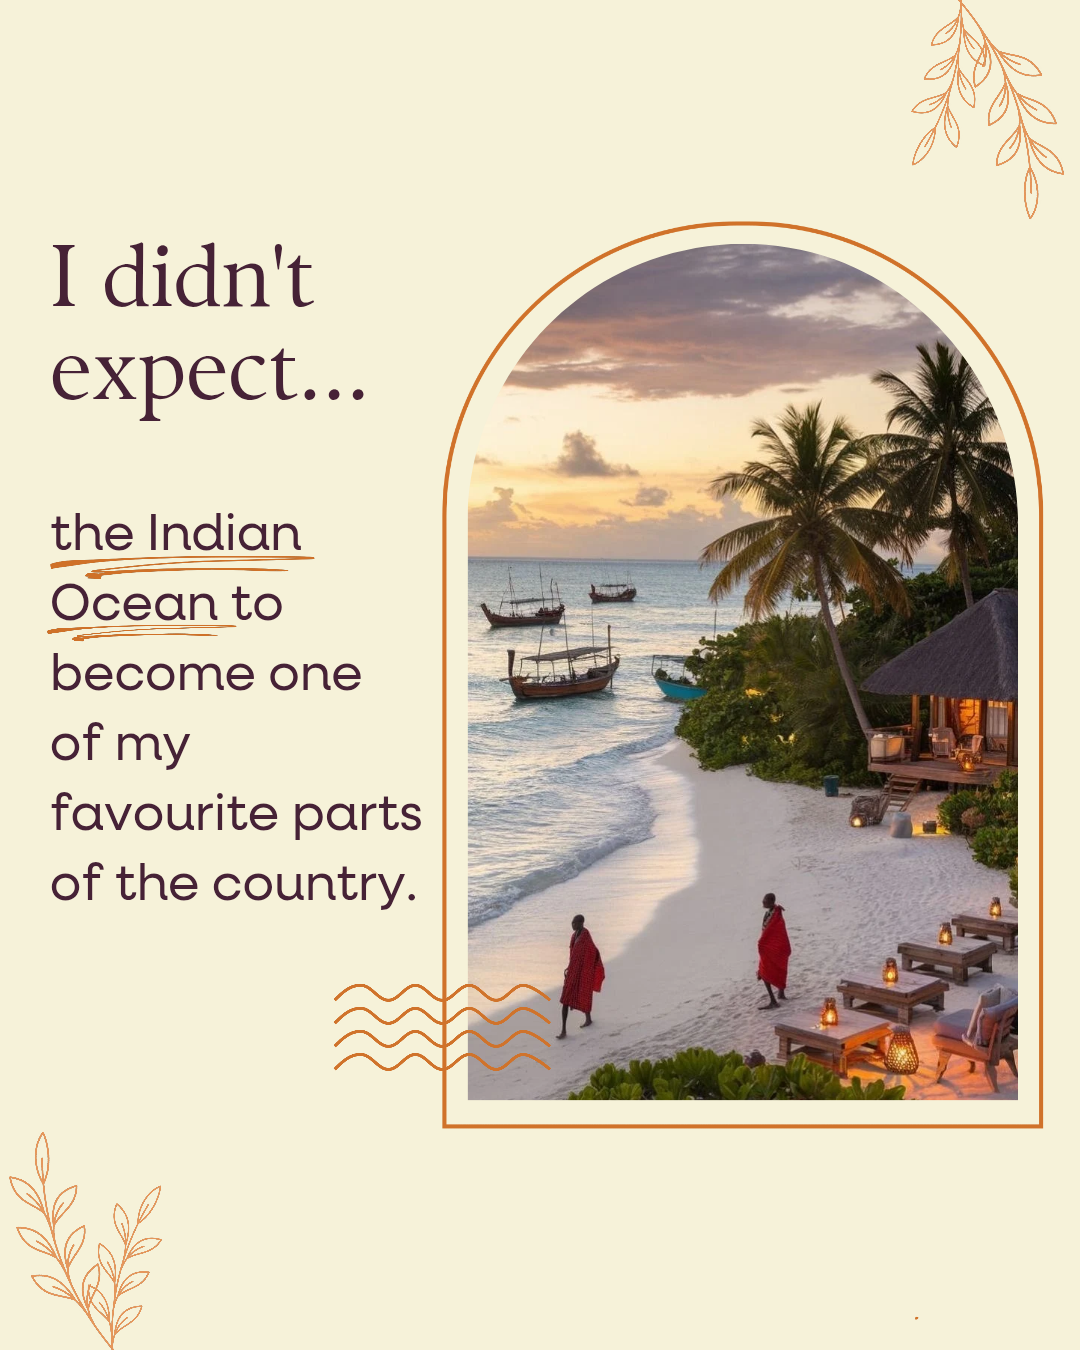 I didn't
expect...
the Indian
Ocean to
become one
of my
favourite parts
of the country.